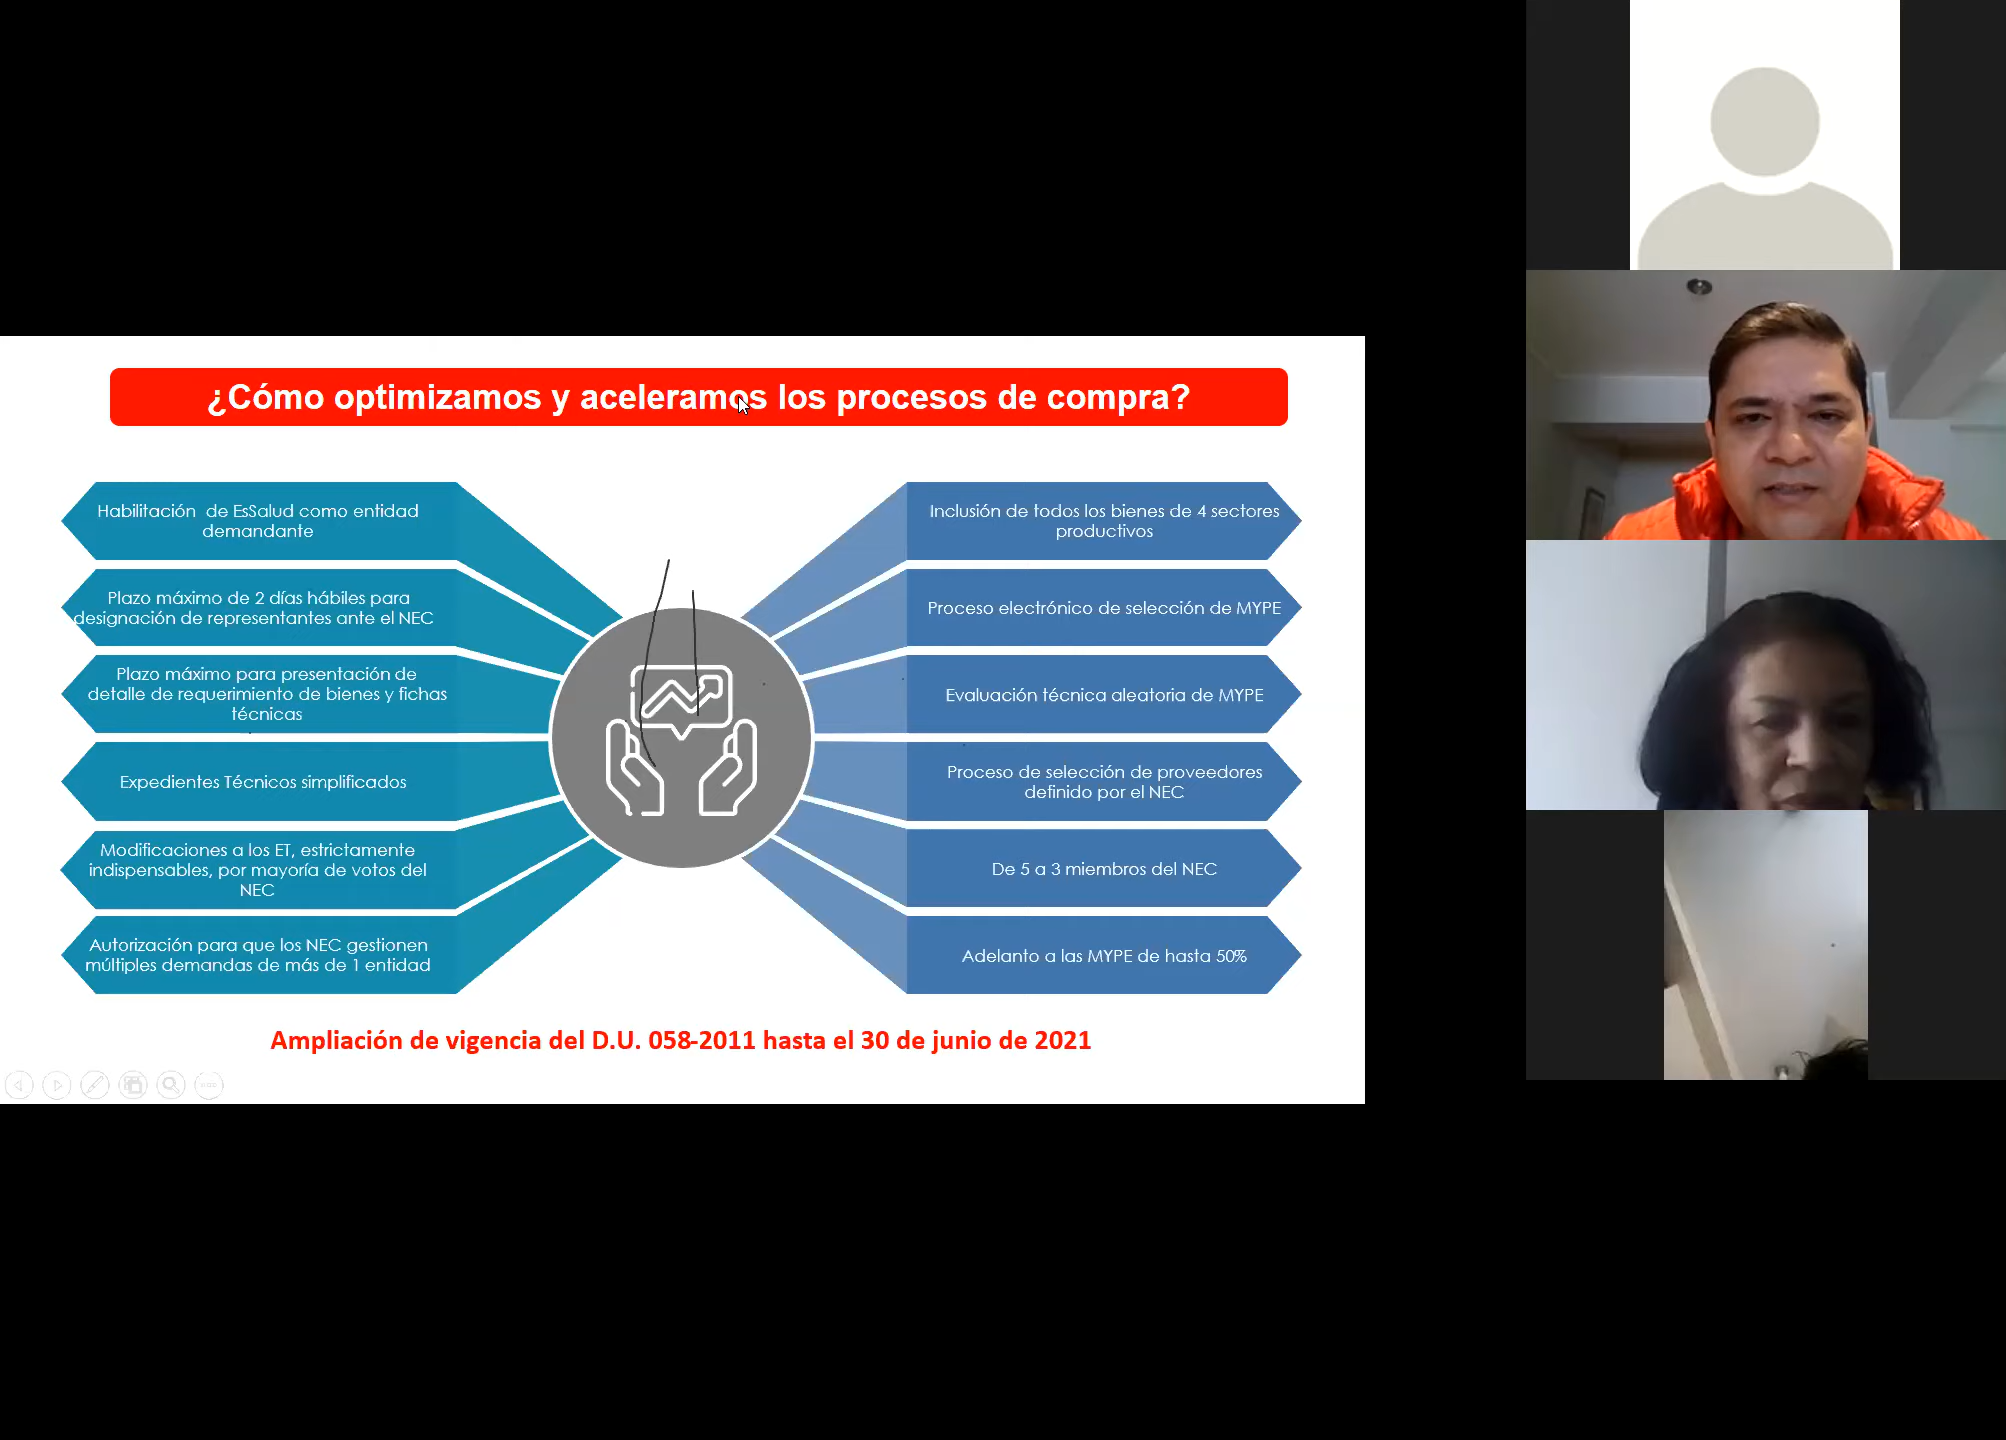 ¿Cómo optimizamos y aceleramos los procesos de compra?
Habilitación de EsSalud como entidad
demandante
Plazo máximo de 2 días hábiles para
designación de representantes ante el NEC
Plazo máximo para presentación de
detalle de requerimiento de bienes y fichas
técnicas
Expedientes Técnicos simplificados
Modificaciones a los ET, estrictamente
indispensables, por mayoría de votos del
NEC
Autorización para que los NEC gestionen
múltiples demandas de más de 1 entidad
Inclusión de todos los bienes de 4 sectores
productivos
Proceso electrónico de selección de MYPE
Evaluación técnica aleatoria de MYPE
Proceso de selección de proveedores
definido por el NEC
De 5 a 3 miembros del NEC
Adelanto a las MYPE de hasta 50%
Ampliación de vigencia del D.U. 058-2011 hasta el 30 de junio de 2021